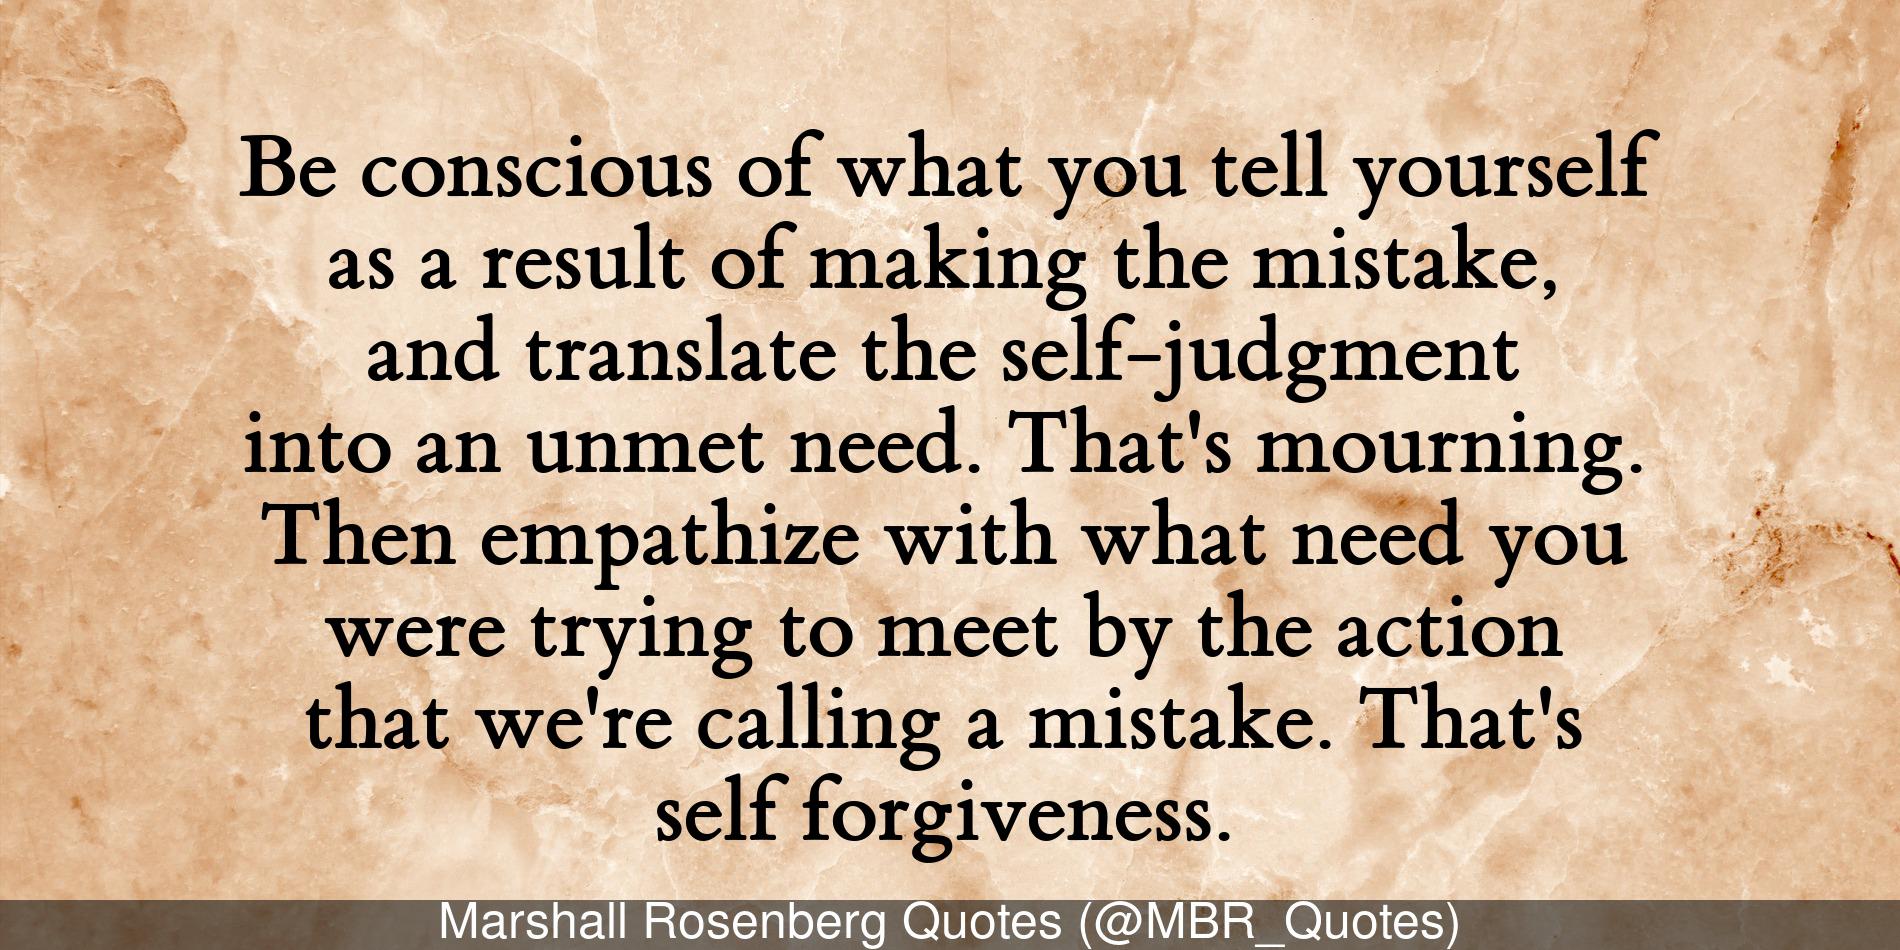 Be conscious of what you tell yourself
as a result of making the mistake,
and translate the self-judgment
into an unmet need. That's mourning.
Then empathize with what need you
were trying to meet by the action
that we're calling a mistake. That's
self forgiveness.
Marshall Rosenberg Quotes (@MBR_Quotes)